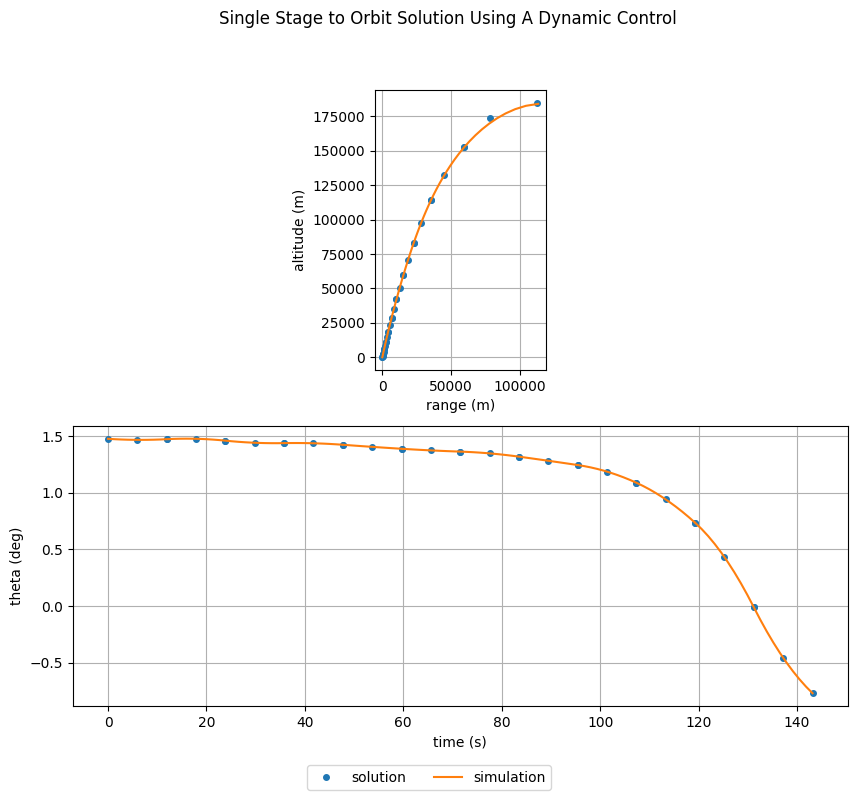 Single Stage to Orbit Solution Using A Dynamic Control
175000
150000
125000
100000
75000
50000
25000
0
altitude (m)
0 50000 100000
range (m)
1.5
1.0
0.5
0.0
−0.5
theta (deg)
0 20 40 60 80 100 120 140
time (s)
solution simulation